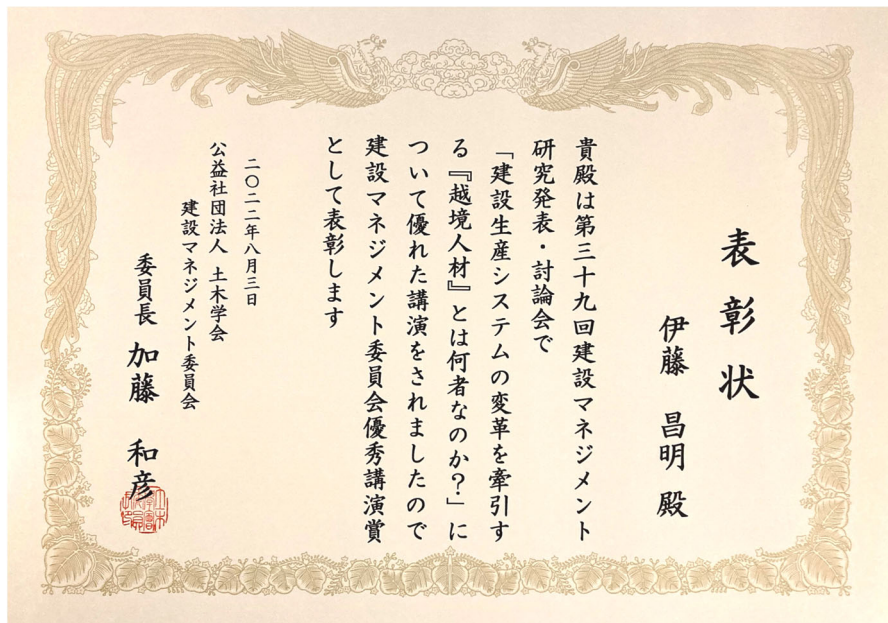 表彰状
伊藤 昌明 殿
貴殿は第三十九回建設マネジメント
研究発表・討論会で
「建設生産システムの変革を牽引す
る『越境人材』とは何者なのか？」に
ついて優れた講演をされましたので
建設マネジメント委員会優秀講演賞
として表彰します
二〇二二年八月三日
公益社団法人 土木学会
建設マネジメント委員会
委員長 加藤 和彦